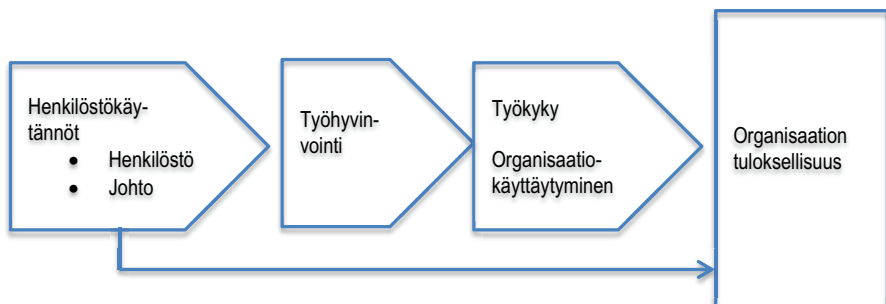 Henkilöstökäy-
tännöt
• Henkilöstö
• Johto
Työhyvin-
vointi
Työkyky
Organisaatio-
käyttäytyminen
Organisaation
tuloksellisuus